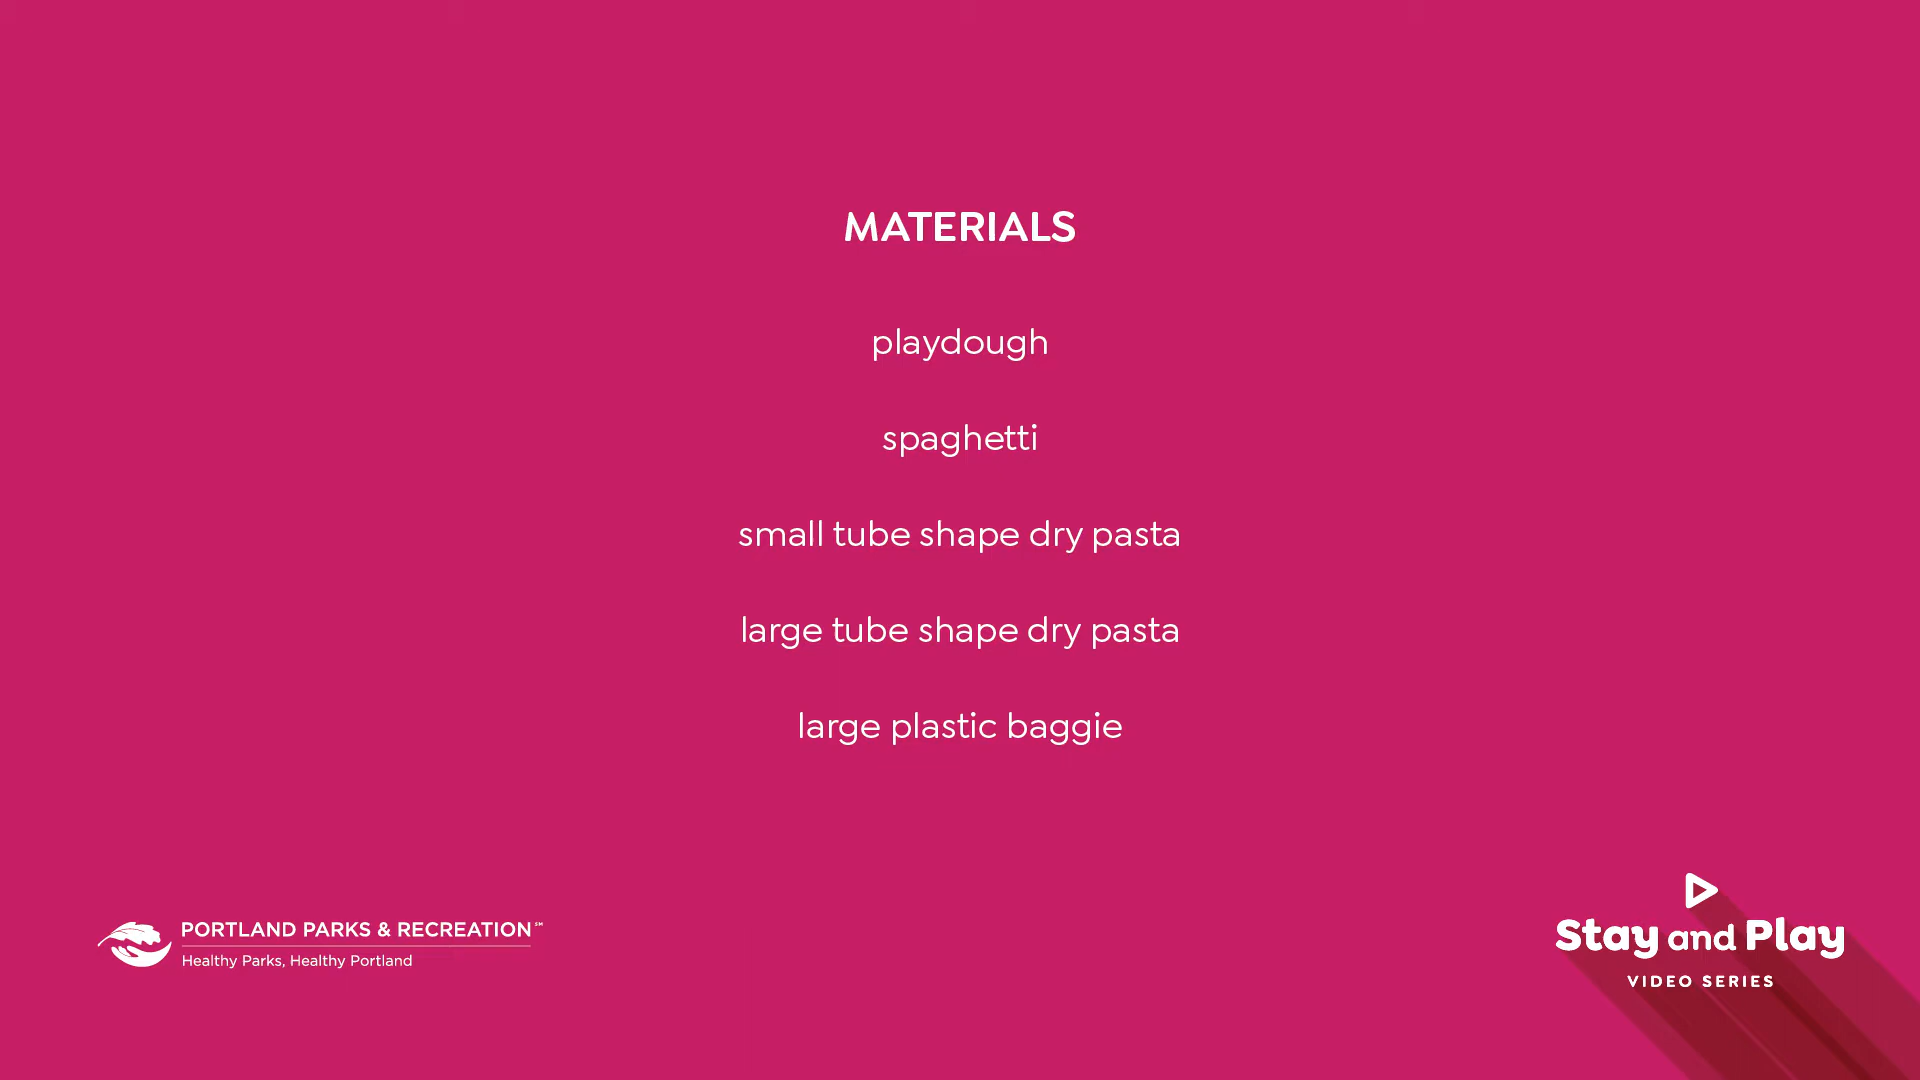 MATERIALS
playdough
spaghetti
small tube shape dry pasta
large tube shape dry pasta
large plastic baggie
PORTLAND PARKS & RECREATION℠
Healthy Parks, Healthy Portland
Stay and Play
VIDEO SERIES